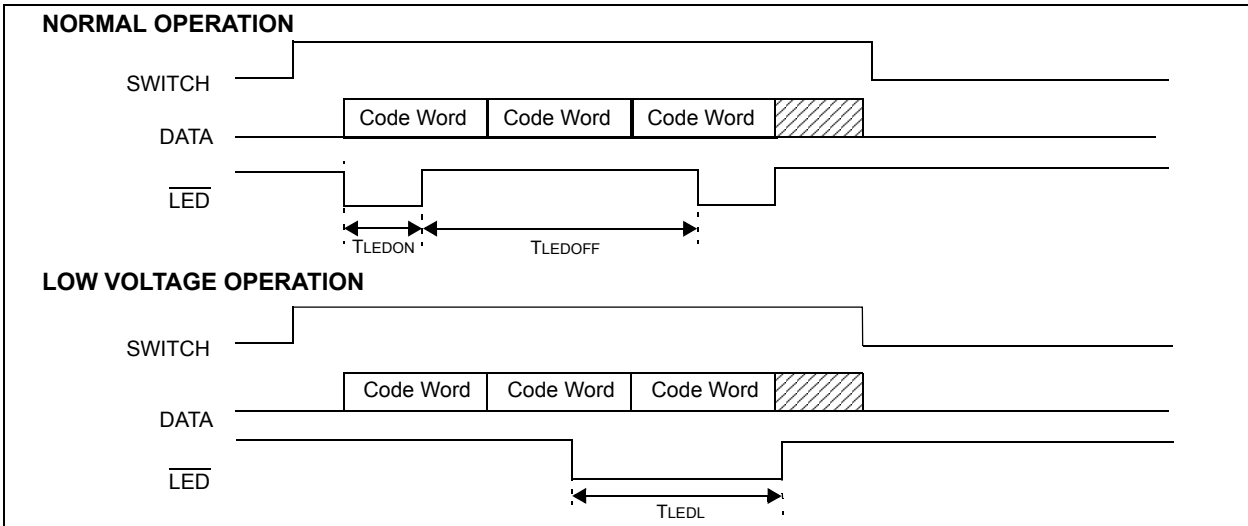 NORMAL OPERATION
SWITCH
Code Word Code Word Code Word
DATA
LED
TLEDON TLEDOFF
LOW VOLTAGE OPERATION
SWITCH
Code Word Code Word Code Word
DATA
LED
TLEDL